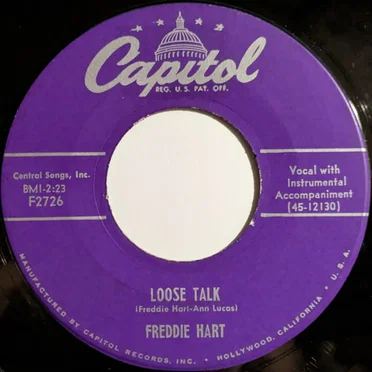 Capitol
REG. U.S. PAT. OFF.
Central Songs, Inc.
BMI-2:23
F2726
Vocal with
Instrumental
Accompaniment
(45-12130)
LOOSE TALK
(Freddie Hart-Ann Lucas)
FREDDIE HART
MANUFACTURED BY CAPITOL RECORDS, INC. • HOLLYWOOD, CALIFORNIA • U.S.A.